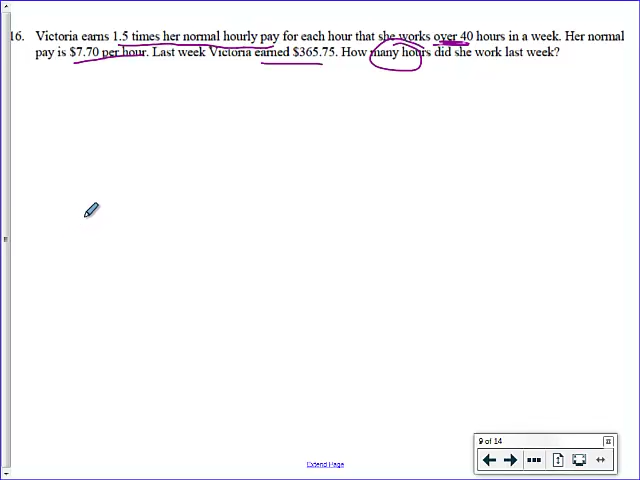 16. Victoria earns 1.5 times her normal hourly pay for each hour that she works over 40 hours in a week. Her normal
pay is $7.70 per hour. Last week Victoria earned $365.75. How many hours did she work last week?
9 of 14
Extend Page